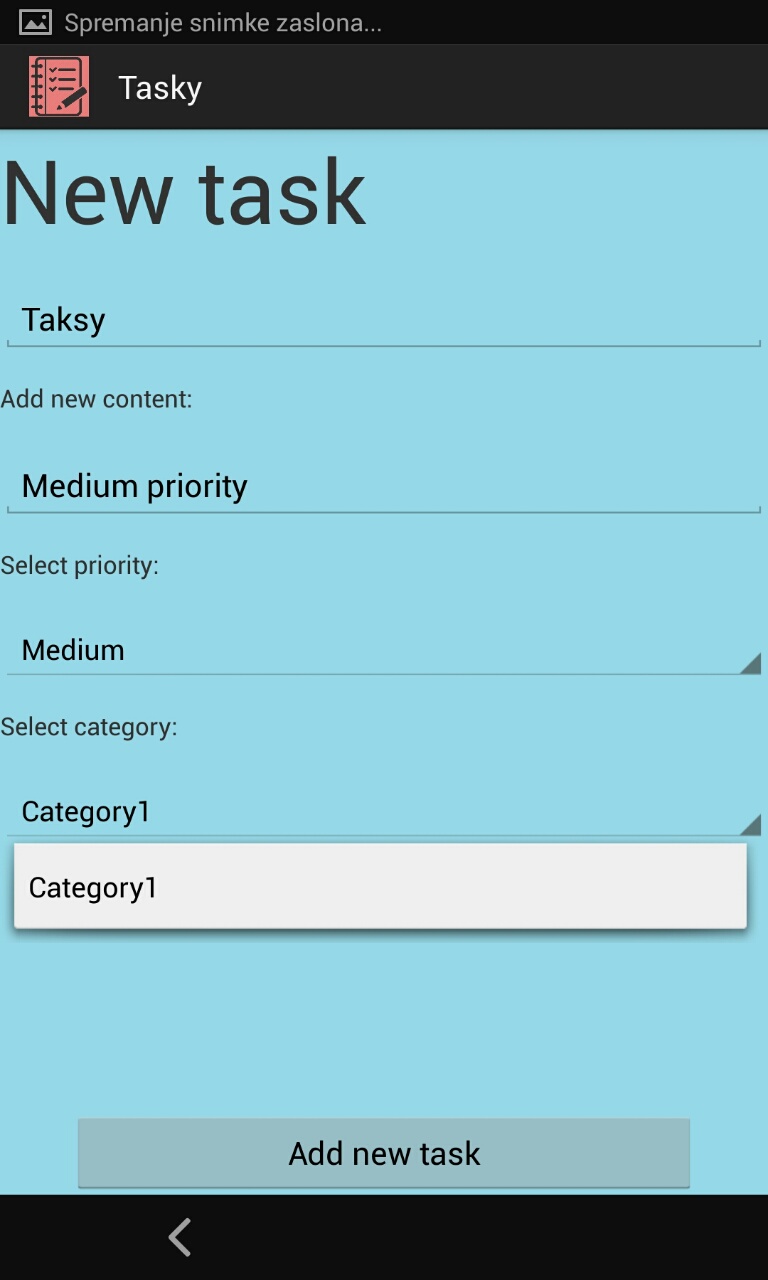 Spremanje snimke zaslona...
Tasky
New task
Taksy
Add new content:
Medium priority
Select priority:
Medium
Select category:
Category1
Category1
Add new task